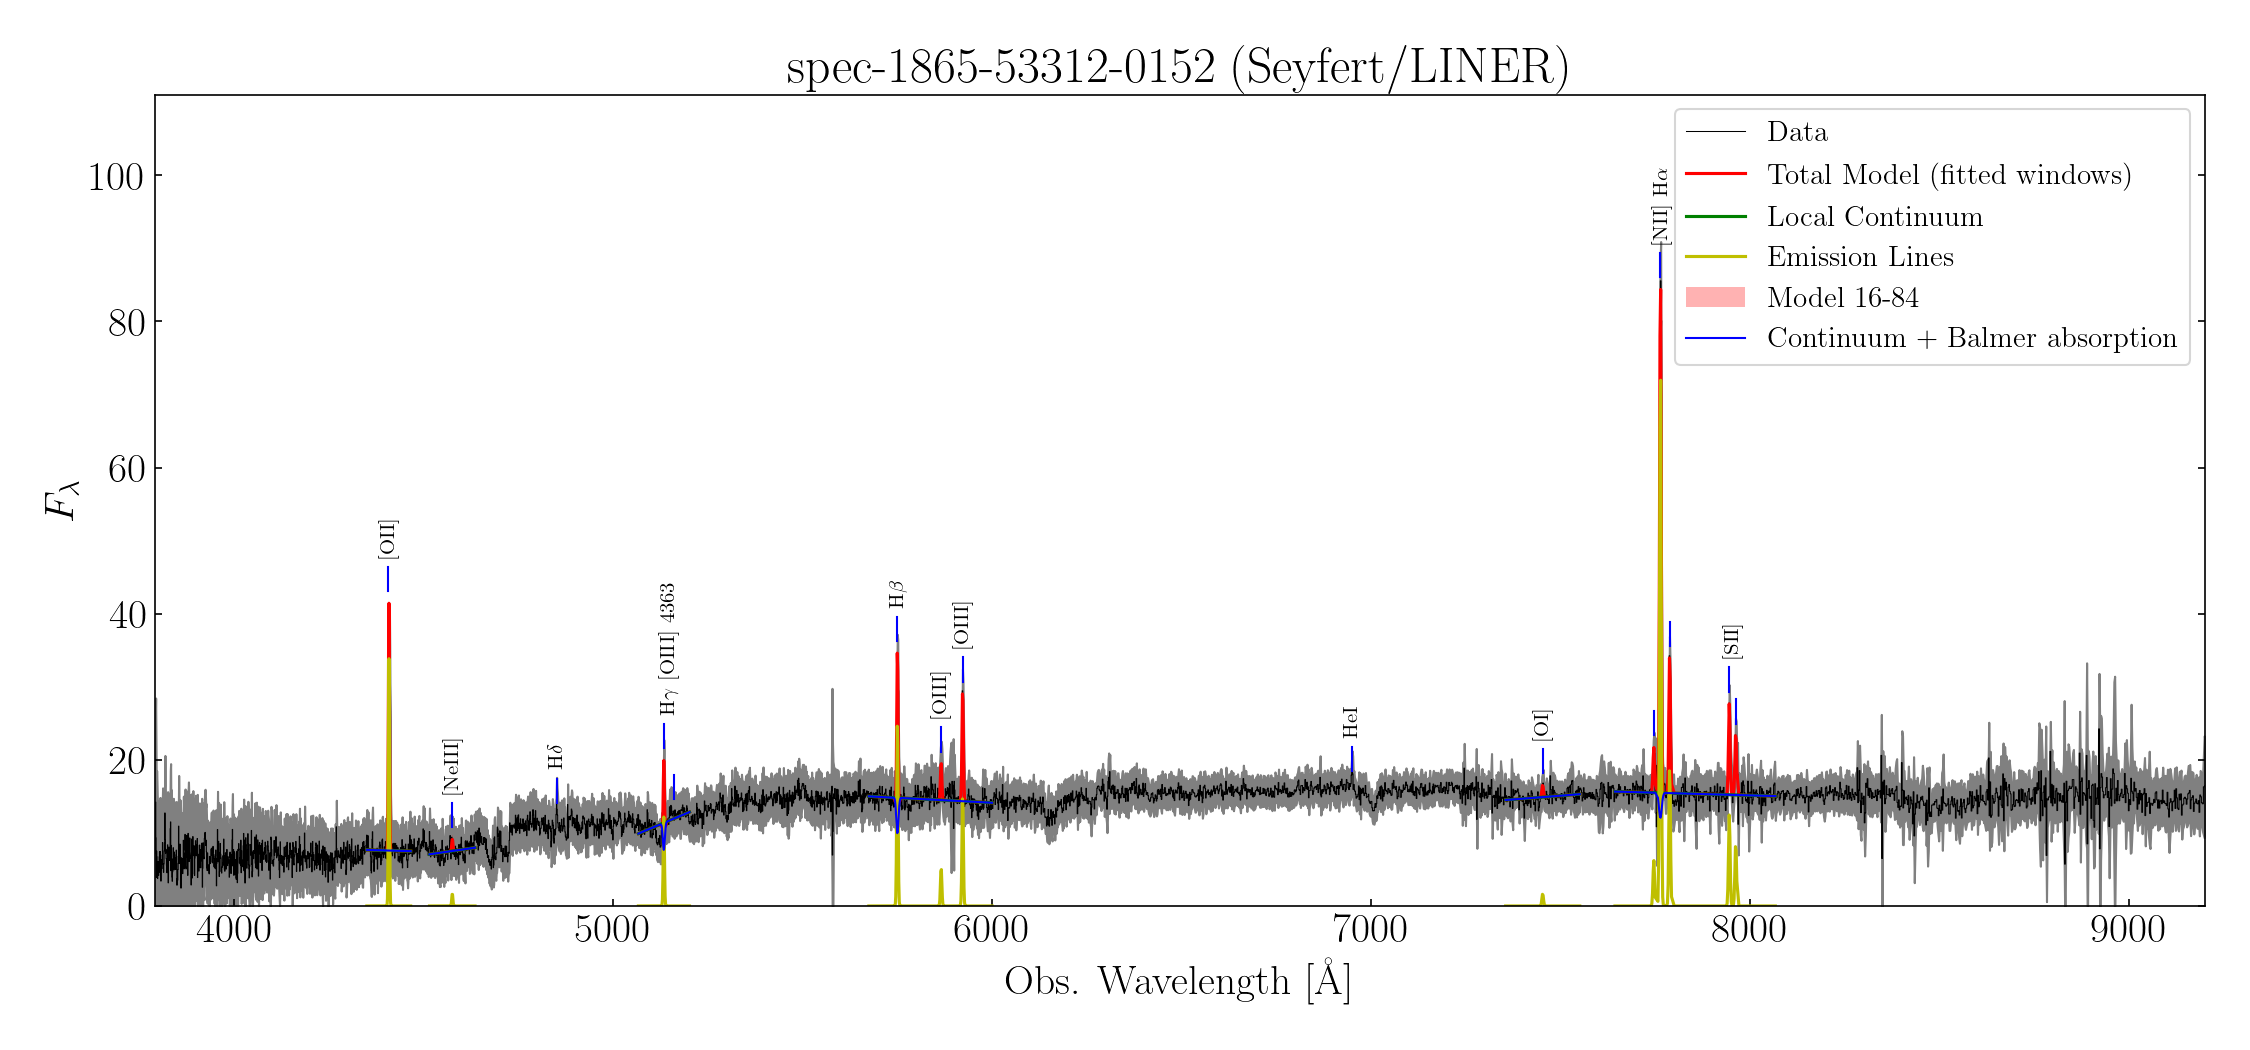 spec-1865-53312-0152 (Seyfert/LINER)
Data
Total Model (fitted windows)
Local Continuum
Emission Lines
Model 16-84
Continuum + Balmer absorption
[OII]
[NeIII]
Hδ
Hγ [OIII] 4363
Hβ
[OIII]
[OIII]
HeI
[OI]
[NII] Hα
[SII]
100
80
60
40
20
0
F_λ
4000 5000 6000 7000 8000 9000
Obs. Wavelength [Å]